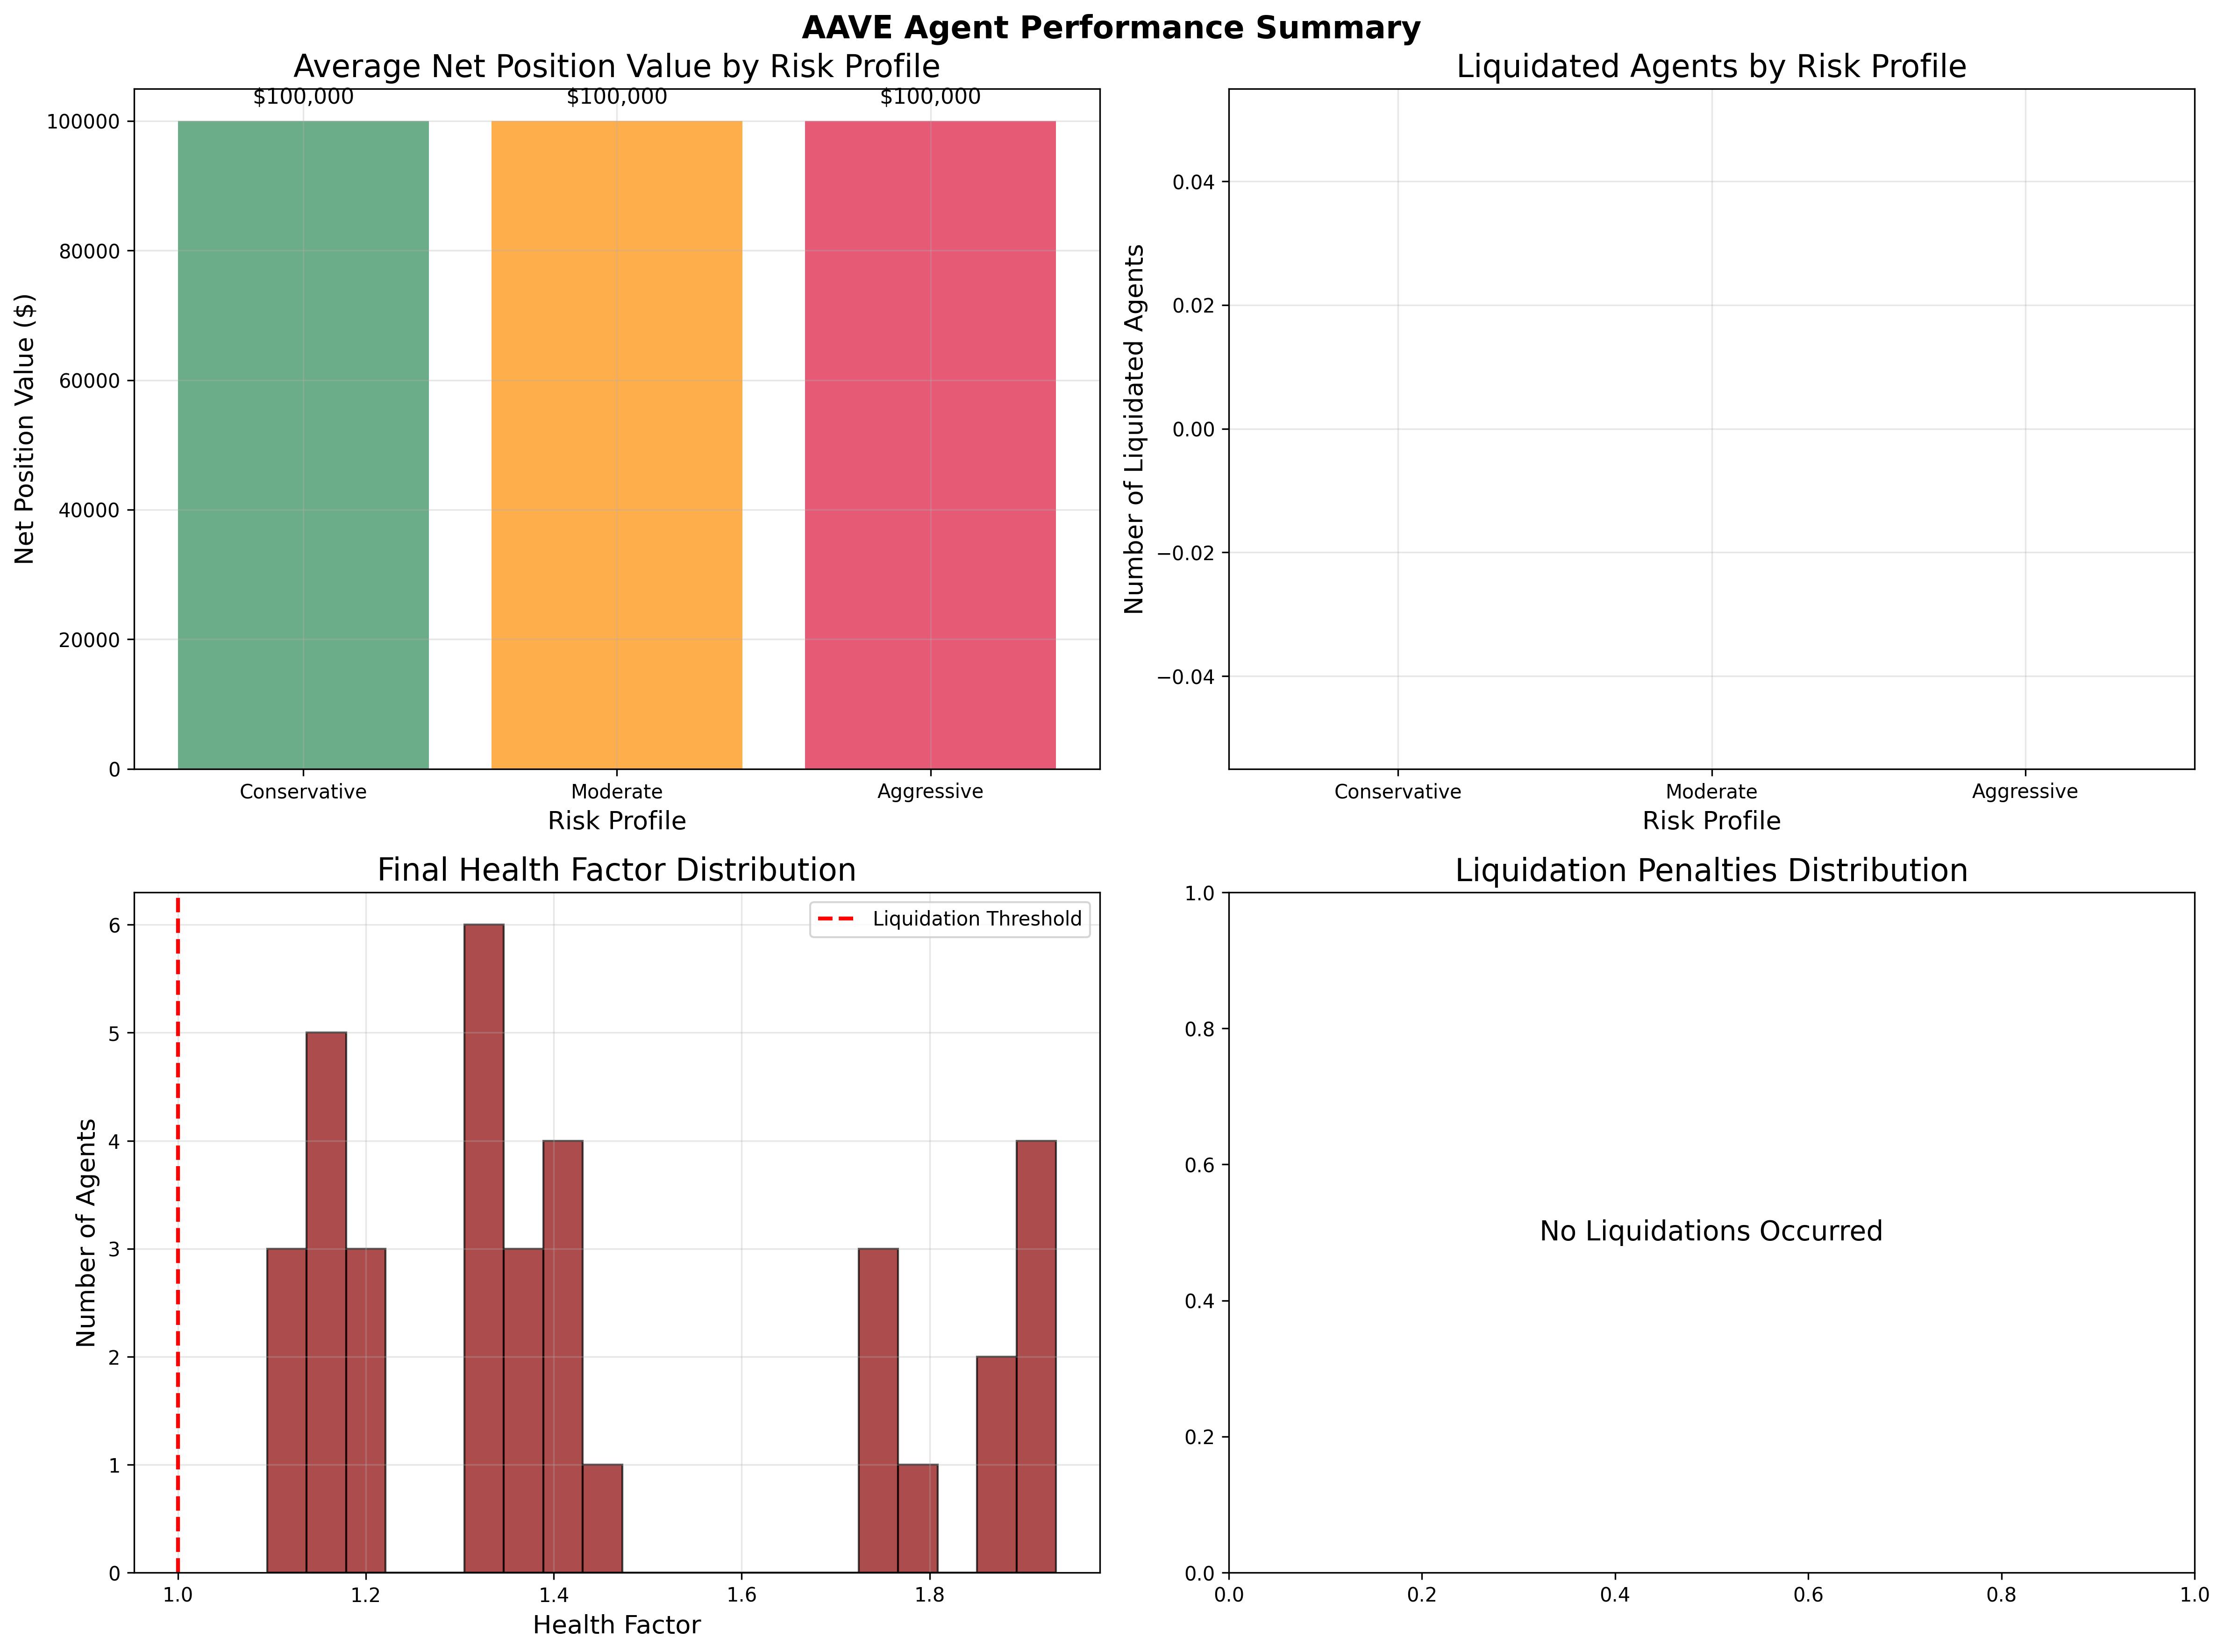 AAVE Agent Performance Summary
Average Net Position Value by Risk Profile
$100,000 $100,000 $100,000
100000
80000
60000
40000
20000
0
Net Position Value ($)
Conservative Moderate Aggressive
Risk Profile
Liquidated Agents by Risk Profile
0.04
0.02
0.00
−0.02
−0.04
Number of Liquidated Agents
Conservative Moderate Aggressive
Risk Profile
Final Health Factor Distribution
Liquidation Threshold
6
5
4
3
2
1
0
Number of Agents
1.0 1.2 1.4 1.6 1.8
Health Factor
Liquidation Penalties Distribution
1.0
0.8
0.6
0.4
0.2
0.0
No Liquidations Occurred
0.0 0.2 0.4 0.6 0.8 1.0